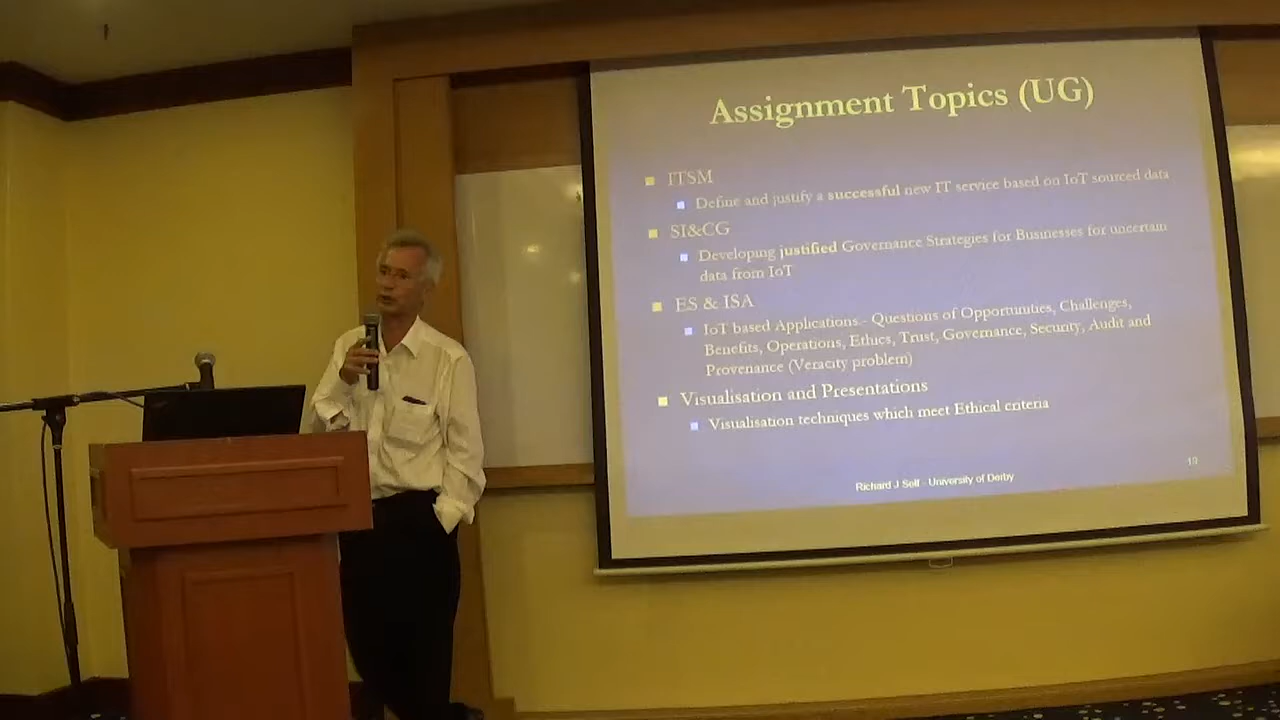 Assignment Topics (UG)
ITSM
Define and justify a successful new IT service based on IoT sourced data
SI&CG
Developing justified Governance Strategies for Businesses for uncertain
data from IoT
ES & ISA
IoT based Applications - Questions of Opportunities, Challenges,
Benefits, Operations, Ethics, Trust, Governance, Security, Audit and
Provenance (Veracity problem)
Visualisation and Presentations
Visualisation techniques which meet Ethical criteria
Richard J Self - University of Derby
19